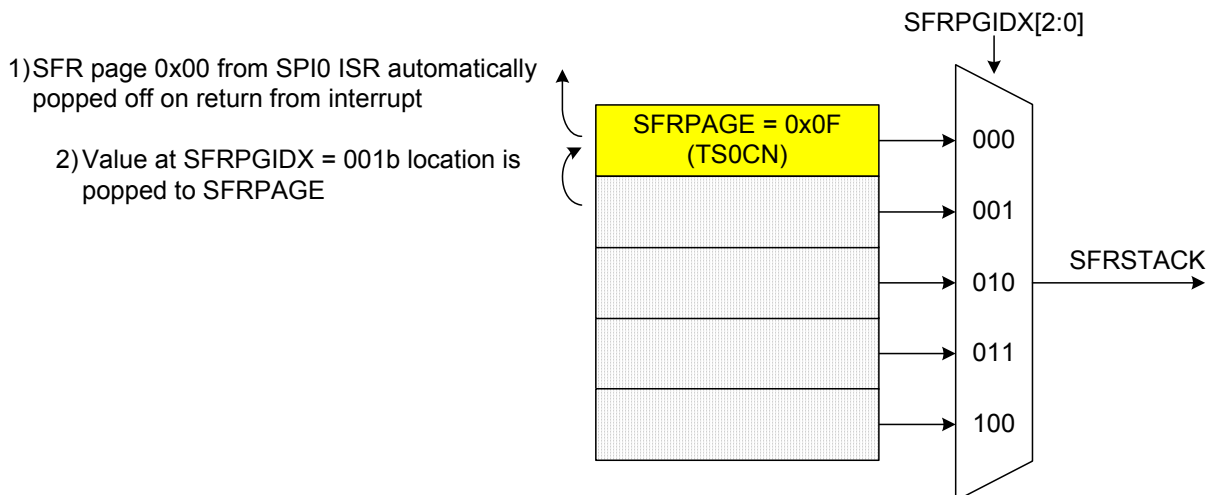 SFRPGIDX[2:0]
1) SFR page 0x00 from SPI0 ISR automatically
popped off on return from interrupt
2) Value at SFRPGIDX = 001b location is
popped to SFRPAGE
SFRPAGE = 0x0F
(TS0CN)
000
001
010
011
100
SFRSTACK